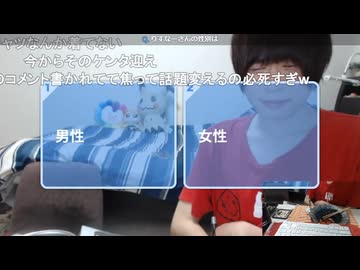 りすなーさんの性別は
ャツなんか着てない
今からそのケンタ迎え
のコメント書かれてて焦って話題変えるの必死すぎw
男性
女性